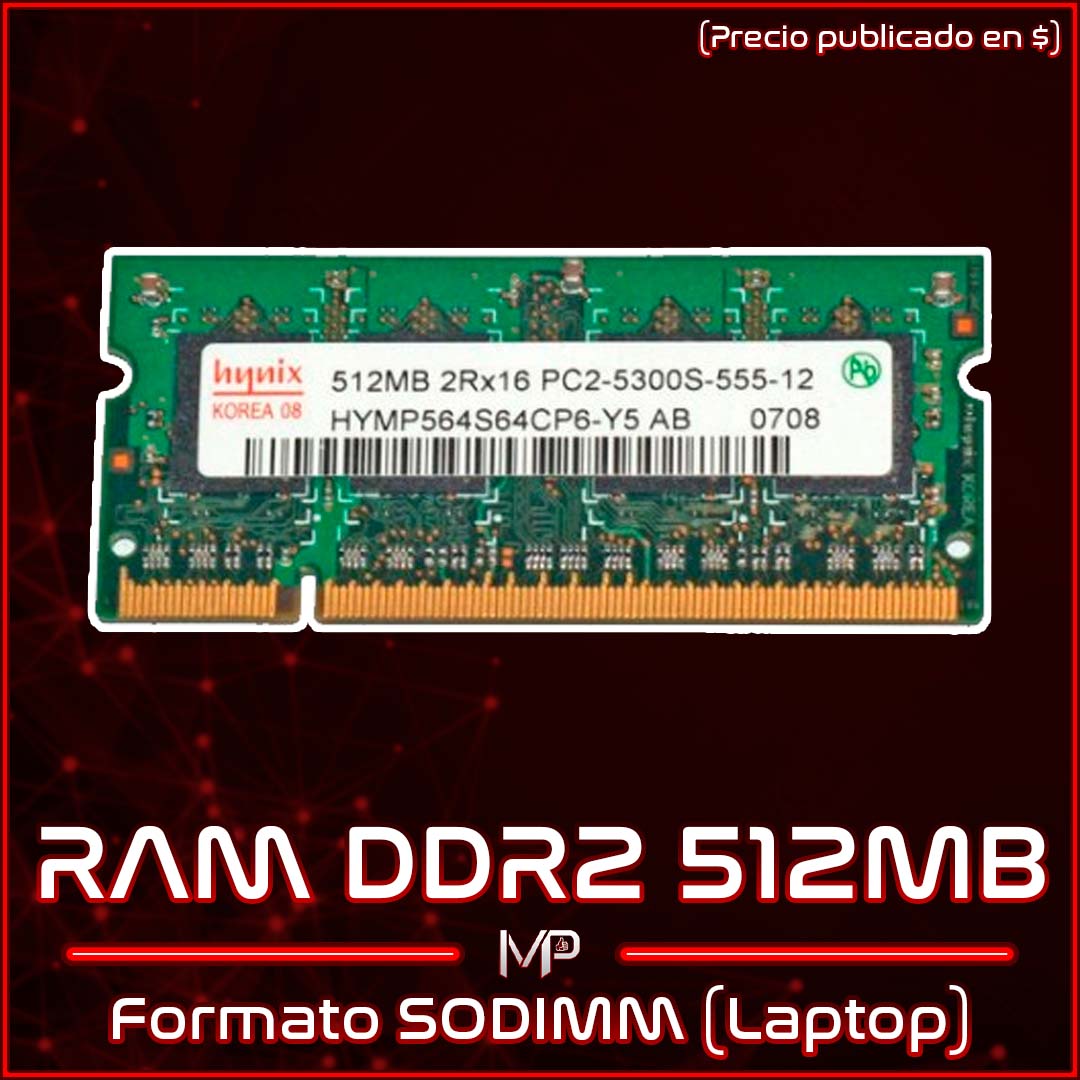 (Precio publicado en $)
hynix
KOREA 08
512MB 2Rx16 PC2-5300S-555-12
HYMP564S64CP6-Y5 AB 0708
Pb
RAM DDR2 512MB
MP
Formato SODIMM (Laptop)